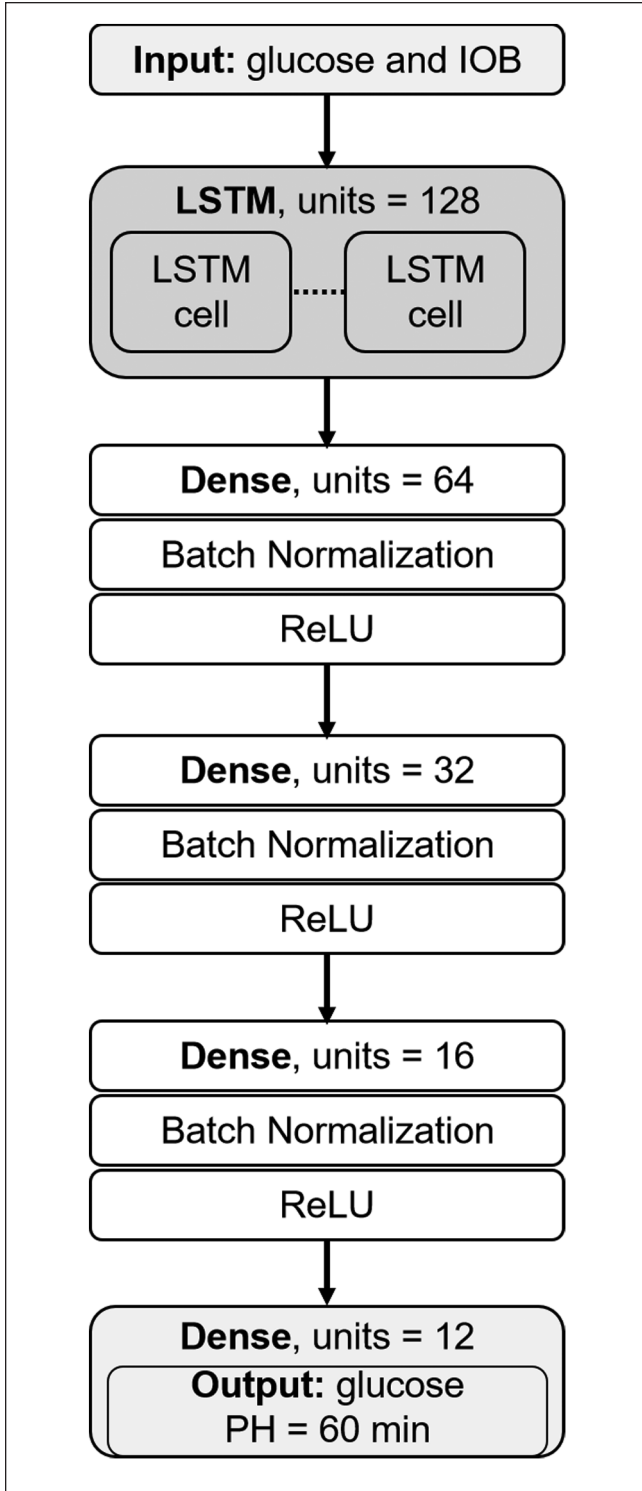 Input: glucose and IOB
LSTM, units = 128
LSTM
cell
......
LSTM
cell
Dense, units = 64
Batch Normalization
ReLU
Dense, units = 32
Batch Normalization
ReLU
Dense, units = 16
Batch Normalization
ReLU
Dense, units = 12
Output: glucose
PH = 60 min